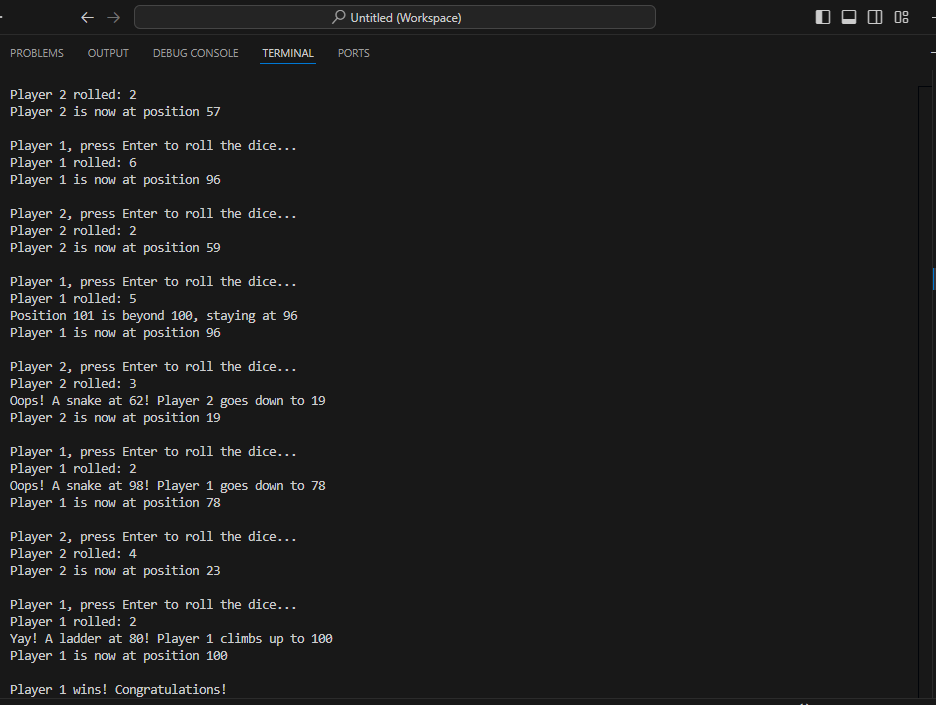 Untitled (Workspace)
PROBLEMS OUTPUT DEBUG CONSOLE TERMINAL PORTS
Player 2 rolled: 2
Player 2 is now at position 57
Player 1, press Enter to roll the dice...
Player 1 rolled: 6
Player 1 is now at position 96
Player 2, press Enter to roll the dice...
Player 2 rolled: 2
Player 2 is now at position 59
Player 1, press Enter to roll the dice...
Player 1 rolled: 5
Position 101 is beyond 100, staying at 96
Player 1 is now at position 96
Player 2, press Enter to roll the dice...
Player 2 rolled: 3
Oops! A snake at 62! Player 2 goes down to 19
Player 2 is now at position 19
Player 1, press Enter to roll the dice...
Player 1 rolled: 2
Oops! A snake at 98! Player 1 goes down to 78
Player 1 is now at position 78
Player 2, press Enter to roll the dice...
Player 2 rolled: 4
Player 2 is now at position 23
Player 1, press Enter to roll the dice...
Player 1 rolled: 2
Yay! A ladder at 80! Player 1 climbs up to 100
Player 1 is now at position 100
Player 1 wins! Congratulations!